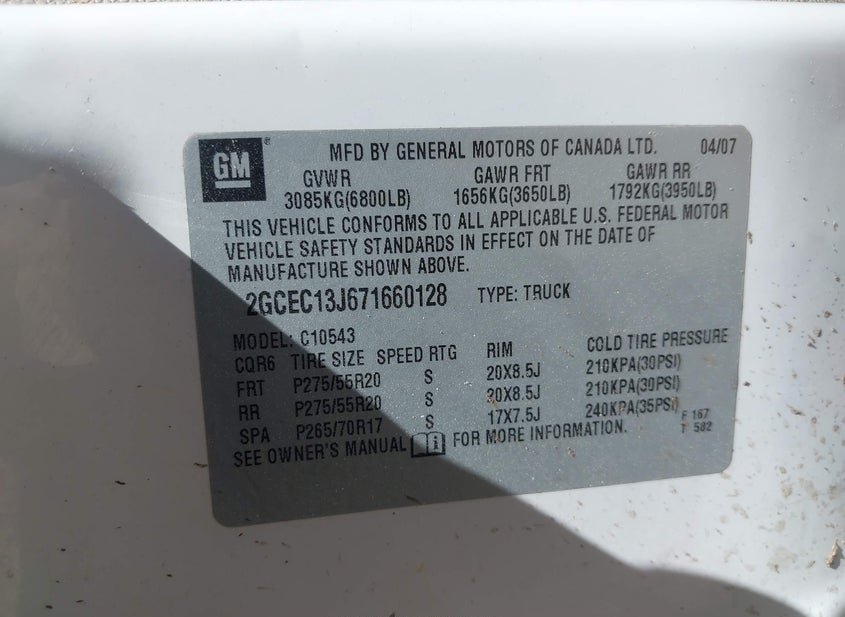 GM ® MFD BY GENERAL MOTORS OF CANADA LTD. 04/07
GVWR GAWR FRT GAWR RR
3085KG(6800LB) 1656KG(3650LB) 1792KG(3950LB)
THIS VEHICLE CONFORMS TO ALL APPLICABLE U.S. FEDERAL MOTOR
VEHICLE SAFETY STANDARDS IN EFFECT ON THE DATE OF
MANUFACTURE SHOWN ABOVE.
2GCEC13J671660128 TYPE: TRUCK
MODEL: C10543
CQR6 TIRE SIZE SPEED RTG RIM COLD TIRE PRESSURE
FRT P275/55R20 S 20X8.5J 210KPA(30PSI)
RR P275/55R20 S 20X8.5J 210KPA(30PSI)
SPA P265/70R17 S 17X7.5J 240KPA(35PSI)
SEE OWNER'S MANUAL i FOR MORE INFORMATION. F 167
T 582